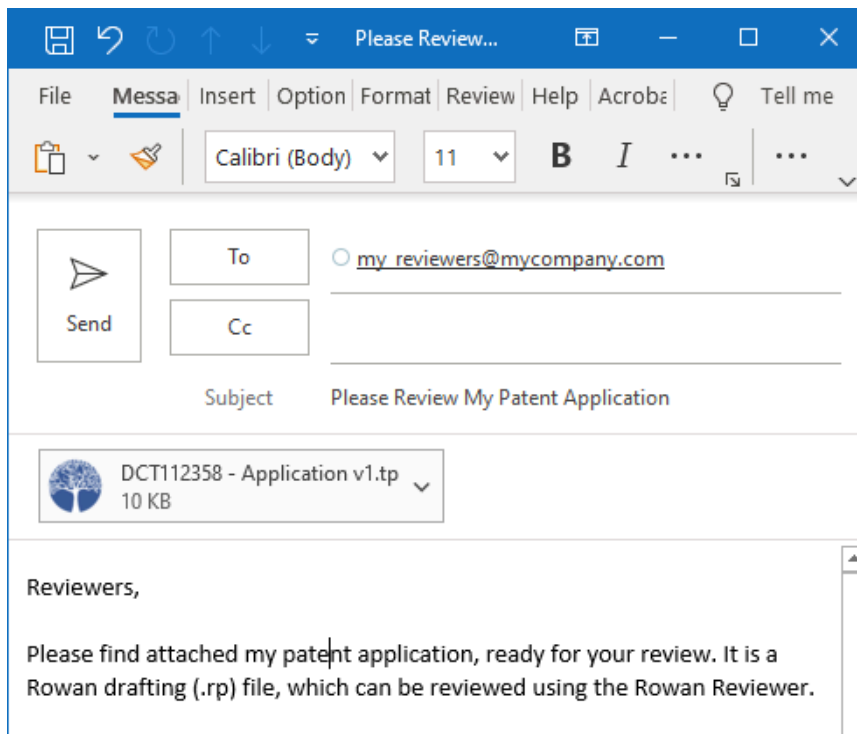 Please Review...
File Messa Insert Option Format Review Help Acroba Tell me
Calibri (Body) 11 B I ... ...
To my_reviewers@mycompany.com
Send
Cc
Subject Please Review My Patent Application
DCT112358 - Application v1.tp
10 KB
Reviewers,
Please find attached my patent application, ready for your review. It is a
Rowan drafting (.rp) file, which can be reviewed using the Rowan Reviewer.